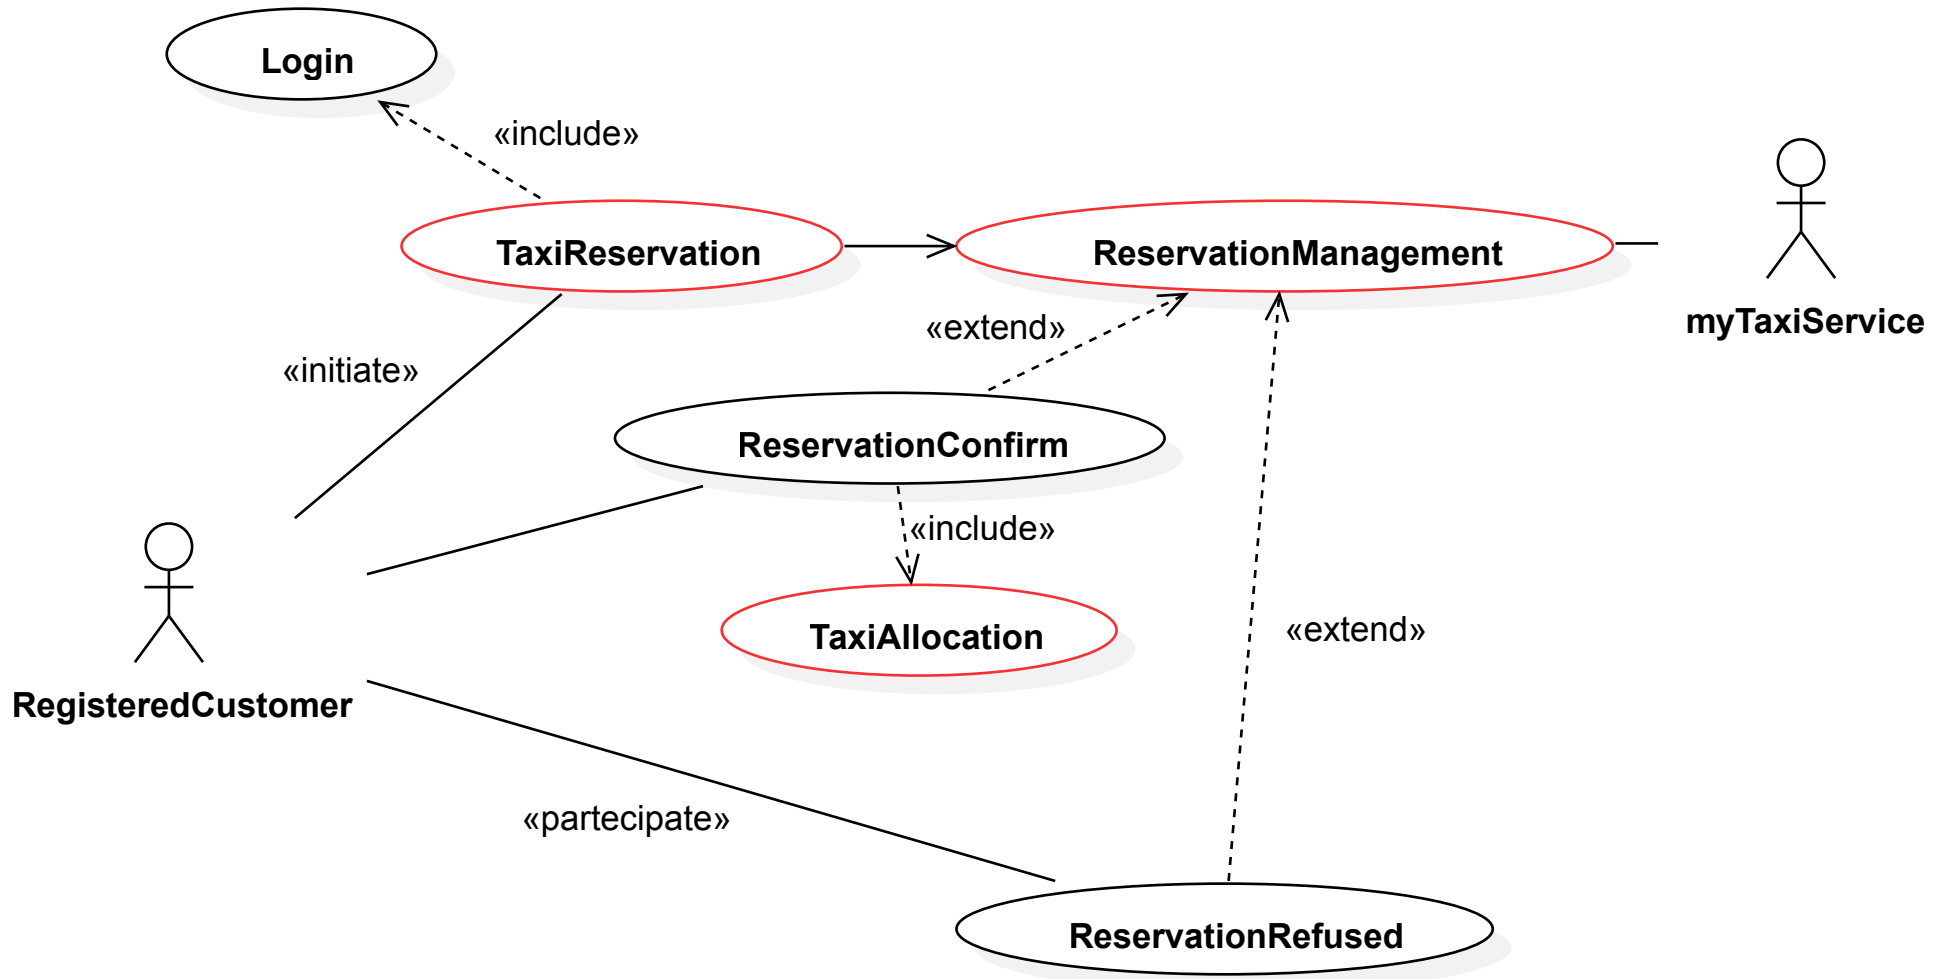 Login
«include»
TaxiReservation
ReservationManagement
myTaxiService
«extend»
«initiate»
ReservationConfirm
«include»
TaxiAllocation
«extend»
RegisteredCustomer
«partecipate»
ReservationRefused